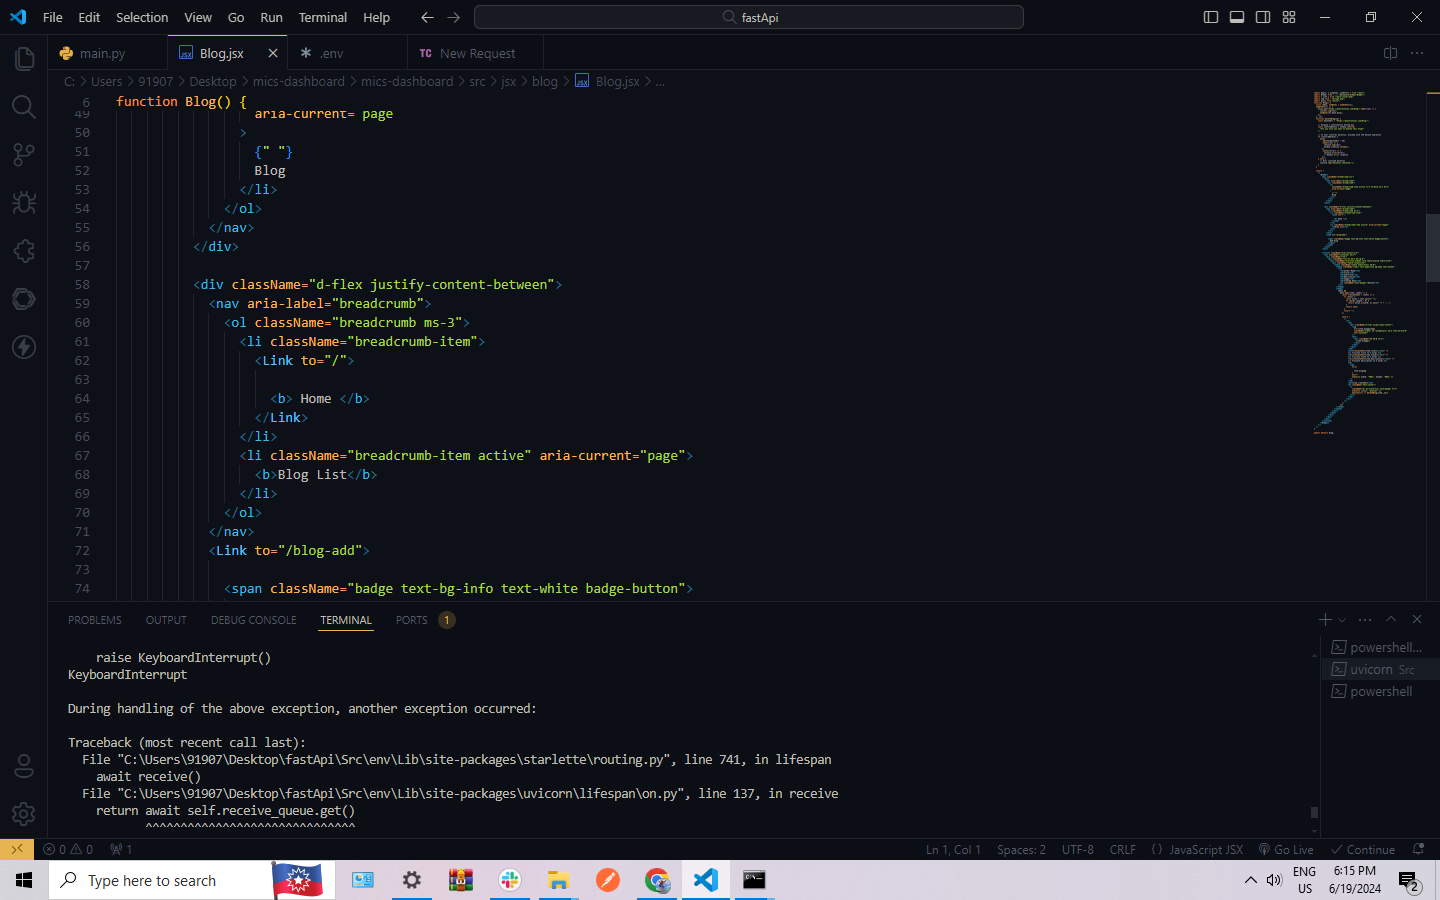 File Edit Selection View Go Run Terminal Help
fastApi
main.py
Blog.jsx
.env
TC New Request
C: > Users > 91907 > Desktop > mics-dashboard > mics-dashboard > src > jsx > blog > Blog.jsx > ...
6 function Blog() {
49 aria-current= page
50 >
51 {" "}
52 Blog
53 </li>
54 </ol>
55 </nav>
56 </div>
57
58 <div className="d-flex justify-content-between">
59 <nav aria-label="breadcrumb">
60 <ol className="breadcrumb ms-3">
61 <li className="breadcrumb-item">
62 <Link to="/">
63
64 <b> Home </b>
65 </Link>
66 </li>
67 <li className="breadcrumb-item active" aria-current="page">
68 <b>Blog List</b>
69 </li>
70 </ol>
71 </nav>
72 <Link to="/blog-add">
73
74 <span className="badge text-bg-info text-white badge-button">
PROBLEMS OUTPUT DEBUG CONSOLE TERMINAL PORTS 1
raise KeyboardInterrupt()
KeyboardInterrupt
During handling of the above exception, another exception occurred:
Traceback (most recent call last):
File "C:\Users\91907\Desktop\fastApi\Src\env\Lib\site-packages\starlette\routing.py", line 741, in lifespan
await receive()
File "C:\Users\91907\Desktop\fastApi\Src\env\Lib\site-packages\uvicorn\lifespan\on.py", line 137, in receive
return await self.receive_queue.get()
^^^^^^^^^^^^^^^^^^^^^^^^^^^^^^
powershell...
uvicorn Src
powershell
0 0 1
Ln 1, Col 1 Spaces: 2 UTF-8 CRLF {} JavaScript JSX Go Live Continue
Type here to search
ENG
US
6:15 PM
6/19/2024
2